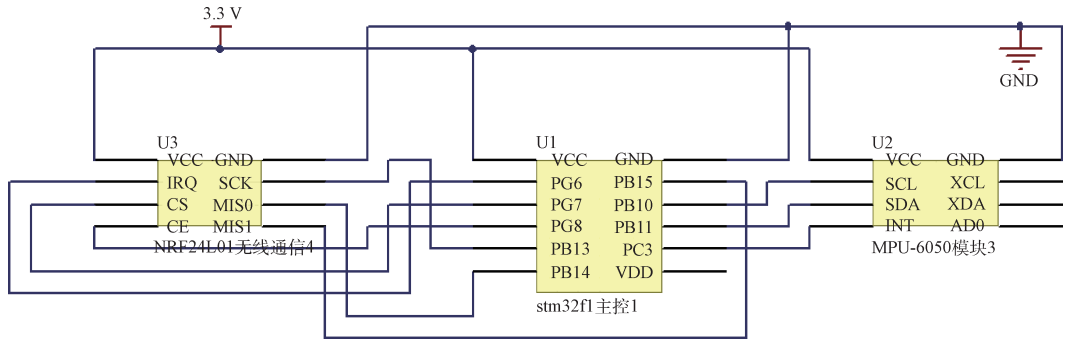 3.3 V
GND
U3
VCC GND
IRQ SCK
CS MIS0
CE MIS1
NRF24L01无线通信4
U1
VCC GND
PG6 PB15
PG7 PB10
PG8 PB11
PB13 PC3
PB14 VDD
stm32f1主控1
U2
VCC GND
SCL XCL
SDA XDA
INT AD0
MPU-6050模块3